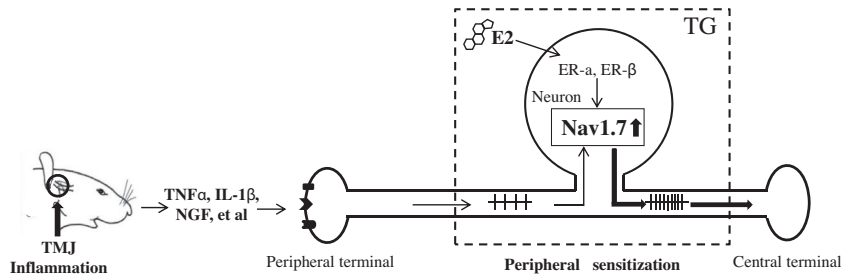 TG
E2
ER-a, ER-β
Neuron
Nav1.7
TNFα, IL-1β,
NGF, et al
TMJ
Inflammation
Peripheral terminal
Peripheral sensitization
Central terminal